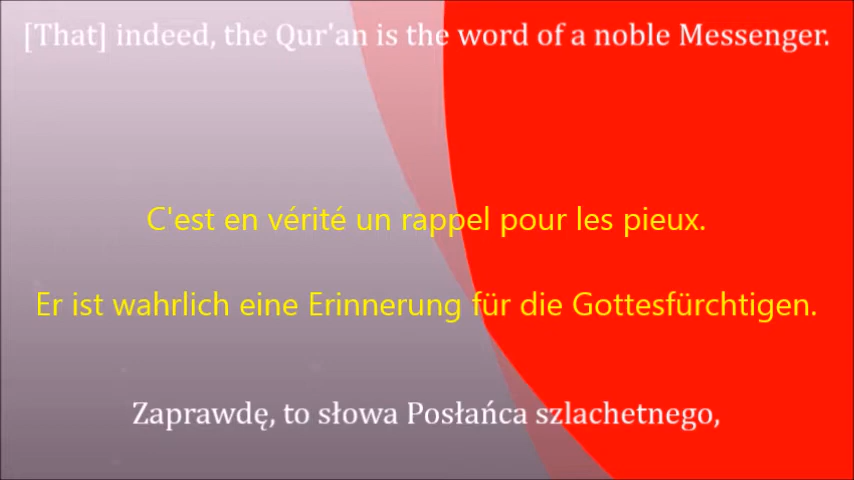 [That] indeed, the Qur'an is the word of a noble Messenger.
C'est en vérité un rappel pour les pieux.
Er ist wahrlich eine Erinnerung für die Gottesfürchtigen.
Zaprawdę, to słowa Posłańca szlachetnego,